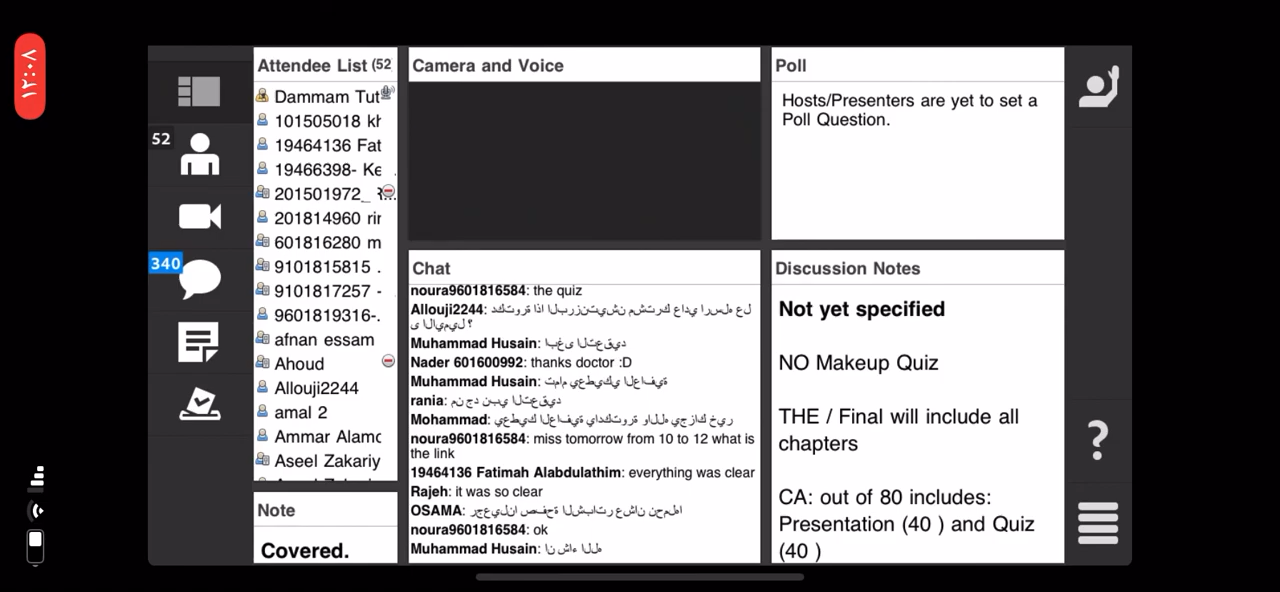 ١٢:٠٨
52
340
Attendee List (52
Dammam Tut
101505018 kh
19464136 Fat
19466398- Ke
201501972_
201814960 rin
601816280 m
9101815815 .
9101817257 -
9601819316-.
afnan essam
Ahoud
Allouji2244
amal 2
Ammar Alamo
Aseel Zakariy
Note
Covered.
Camera and Voice
Chat
noura9601816584: the quiz
Allouji2244: دكتورة اذا البرزنتيشن مشترك عادي ارسله عل
ى الايميل ؟
Muhammad Husain: ابغى التعقيد
Nader 601600992: thanks doctor :D
Muhammad Husain: تمام يعطيكي العافية
rania: من جد نبي التعقيد
Mohammad: يعطيك العافية يادكتورة والله يجزاك خير
noura9601816584: miss tomorrow from 10 to 12 what is
the link
19464136 Fatimah Alabdulathim: everything was clear
Rajeh: it was so clear
OSAMA: رجعيلنا صفحة الشباتر عشان نحملها
noura9601816584: ok
Muhammad Husain: ان شاء الله
Poll
Hosts/Presenters are yet to set a
Poll Question.
Discussion Notes
Not yet specified
NO Makeup Quiz
THE / Final will include all
chapters
CA: out of 80 includes:
Presentation (40 ) and Quiz
(40 )
?